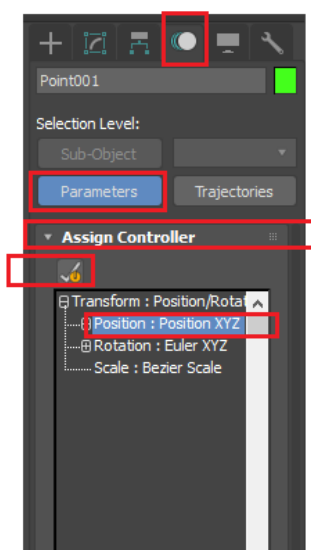 Point001
Selection Level:
Sub-Object
Parameters Trajectories
Assign Controller
Transform : Position/Rotat
Position : Position XYZ
Rotation : Euler XYZ
Scale : Bezier Scale